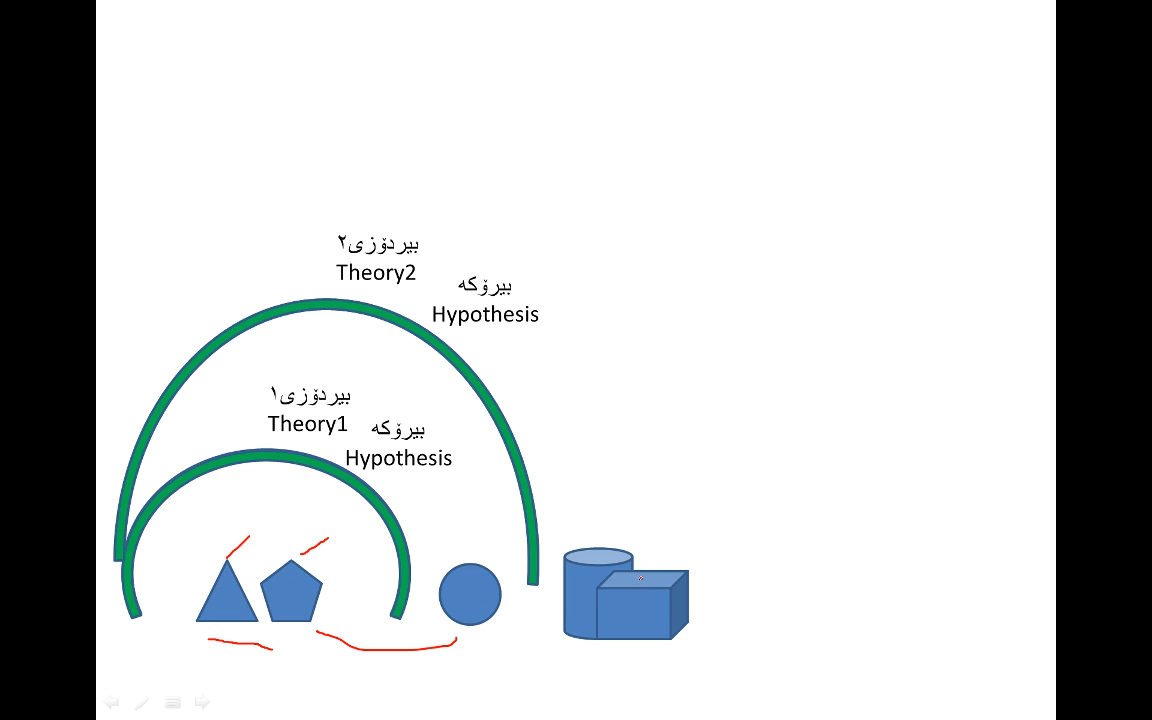 بیردۆزی٢
Theory2
بیرۆکە
Hypothesis
بیردۆزی١
Theory1
بیرۆکە
Hypothesis